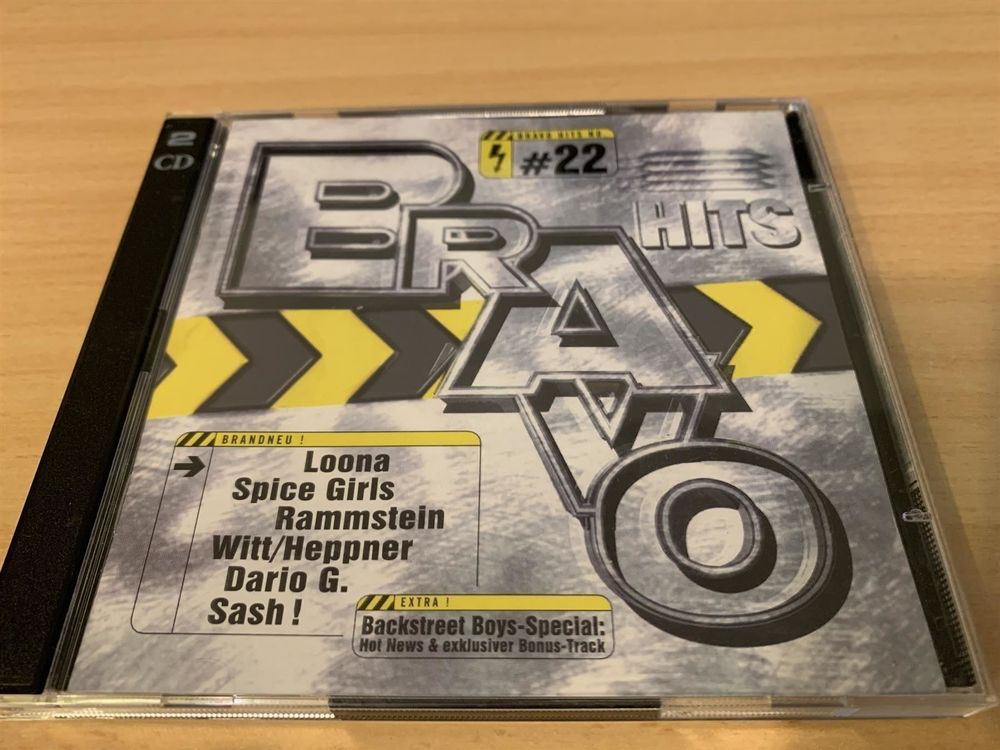 2
CD
BRAVO HITS NO.
#22
BRAVO
HITS
BRANDNEU !
Loona
Spice Girls
Rammstein
Witt/Heppner
Dario G.
Sash !
EXTRA !
Backstreet Boys-Special:
Hot News & exklusiver Bonus-Track